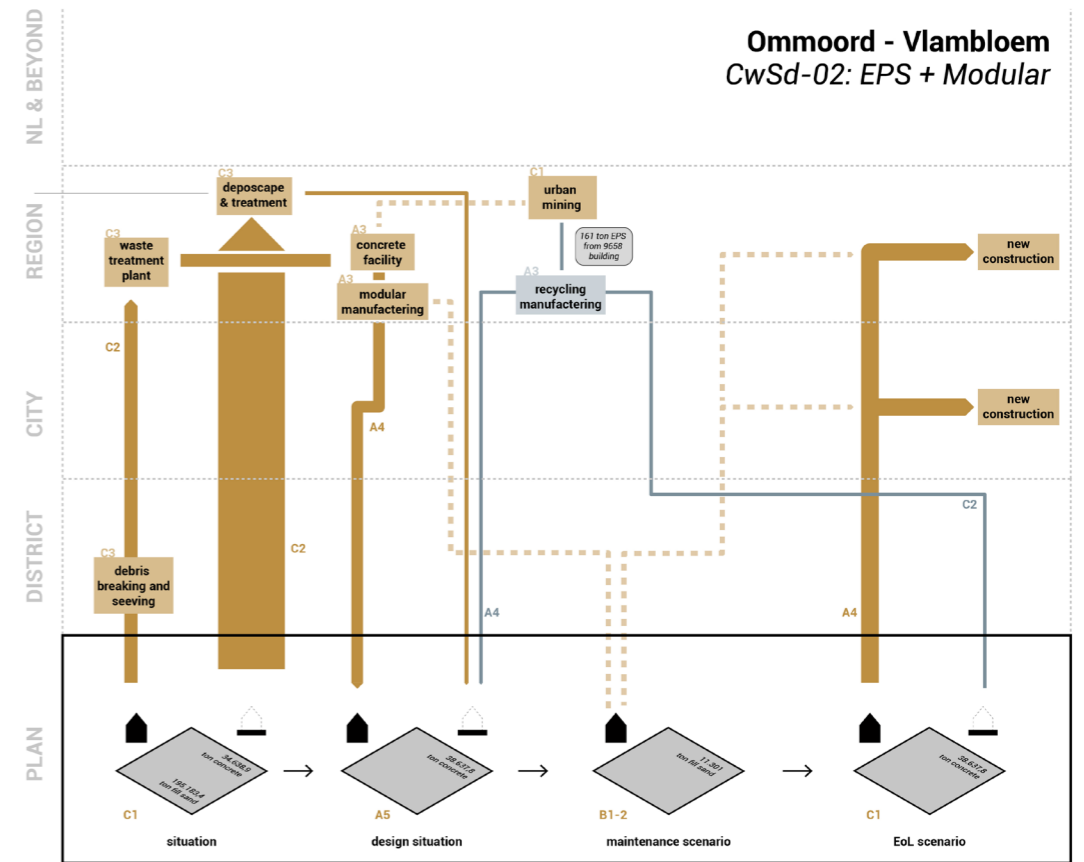 Ommoord - Vlambloem
CwSd-02: EPS + Modular
NL & BEYOND
REGION
CITY
DISTRICT
PLAN
C3
deposcape
& treatment
C1
urban
mining
C3
waste
treatment
plant
A3
concrete
facility
161 ton EPS
from 9658
building
new
construction
A3
modular
manufactering
A3
recycling
manufactering
C2
A4
new
construction
C2
C2
C3
debris
breaking and
seeving
A4
A4
34.638,9
ton concrete
195.183,4
ton fill sand
38.637,8
ton concrete
11.301
ton fill sand
38.637,8
ton concrete
C1
A5
B1-2
C1
situation
design situation
maintenance scenario
EoL scenario